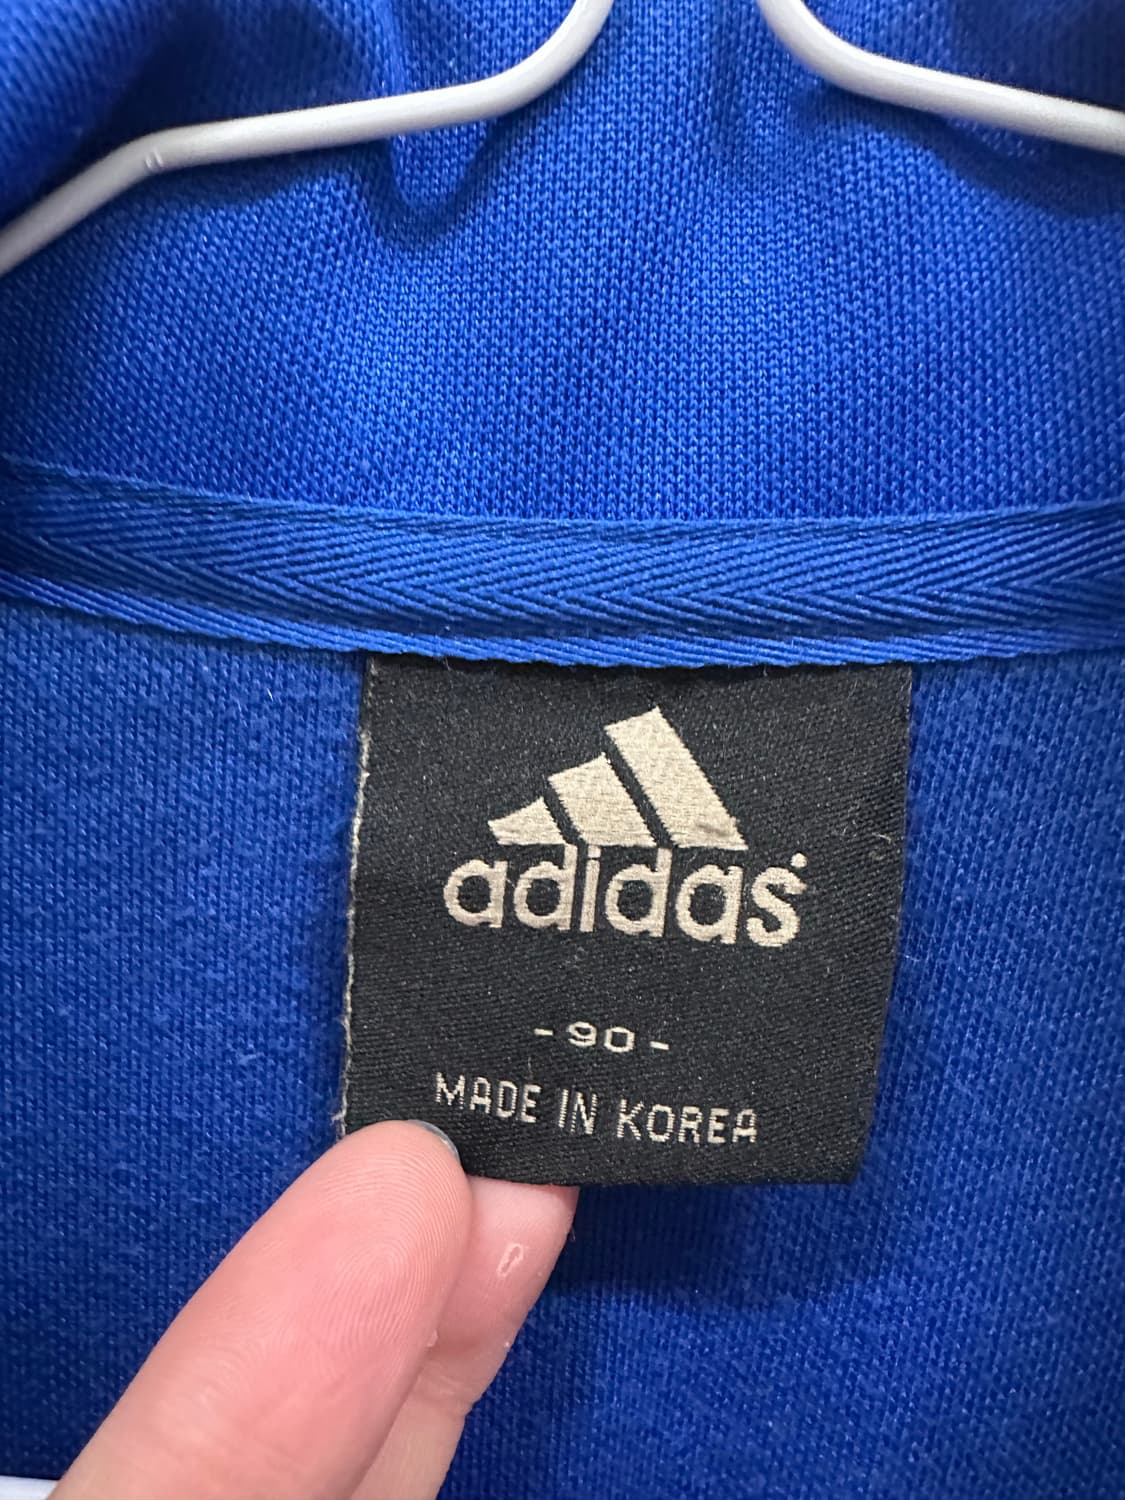 adidas
-90-
MADE IN KOREA